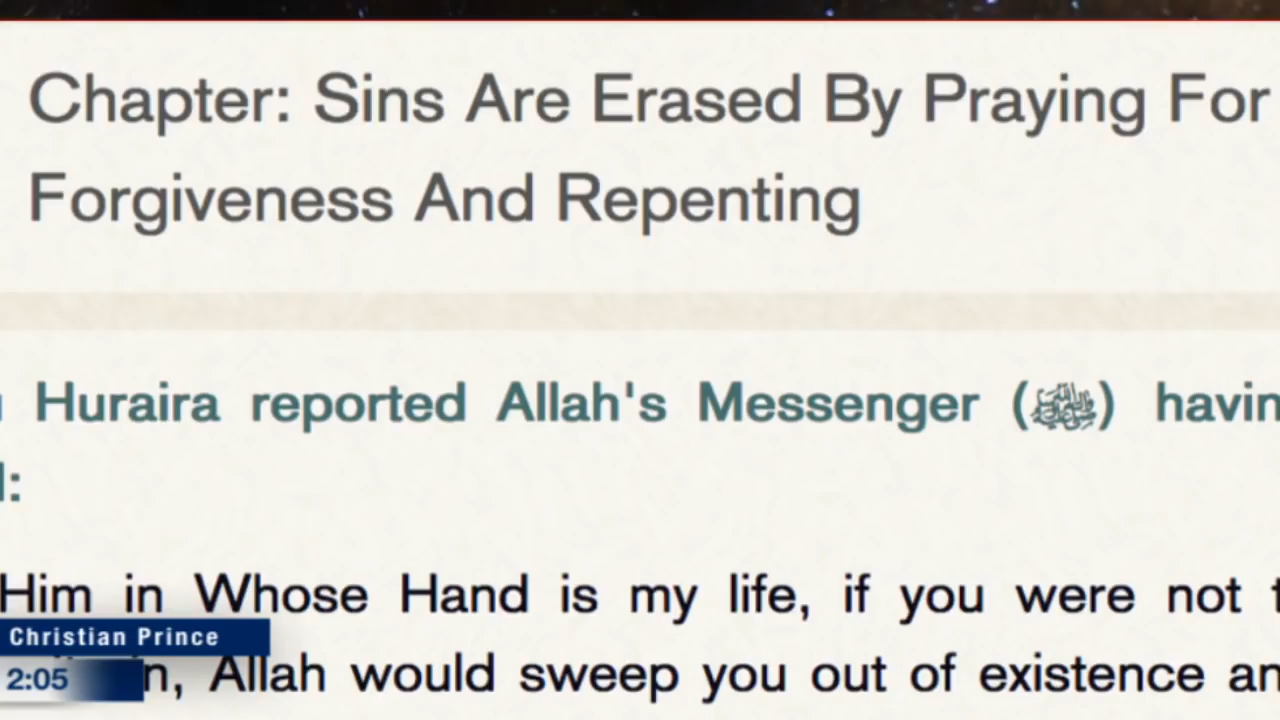 Chapter: Sins Are Erased By Praying For
Forgiveness And Repenting
Huraira reported Allah's Messenger (ﷺ) havin
:
Him in Whose Hand is my life, if you were not
Christian Prince
2:05 n, Allah would sweep you out of existence an